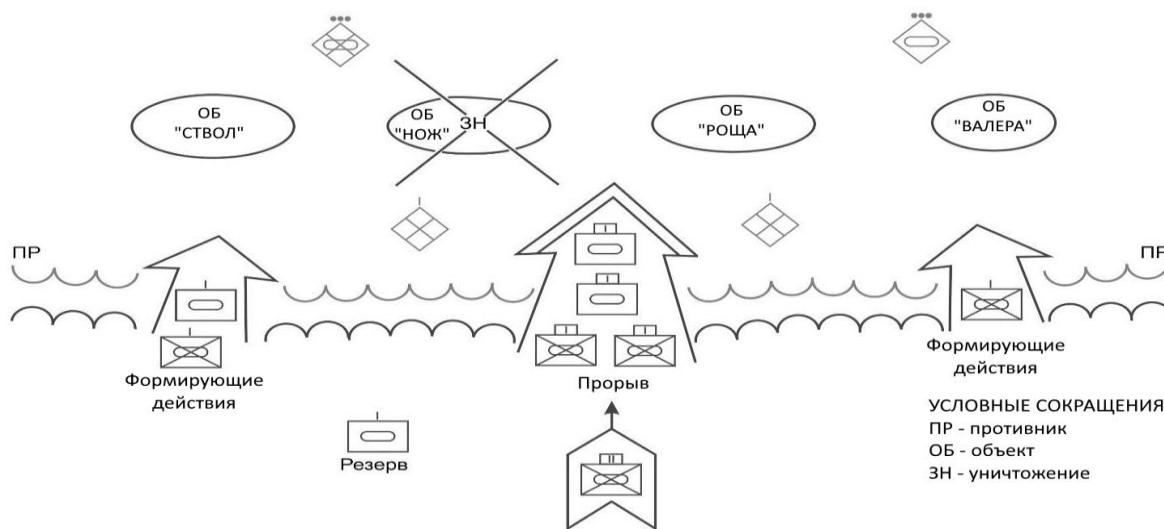 ОБ
"СТВОЛ"
ОБ
"НОЖ"
ЗН
ОБ
"РОЩА"
ОБ
"ВАЛЕРА"
ПР
ПР
Формирующие
действия
Прорыв
Формирующие
действия
Резерв
УСЛОВНЫЕ СОКРАЩЕНИЯ
ПР - противник
ОБ - объект
ЗН - уничтожение